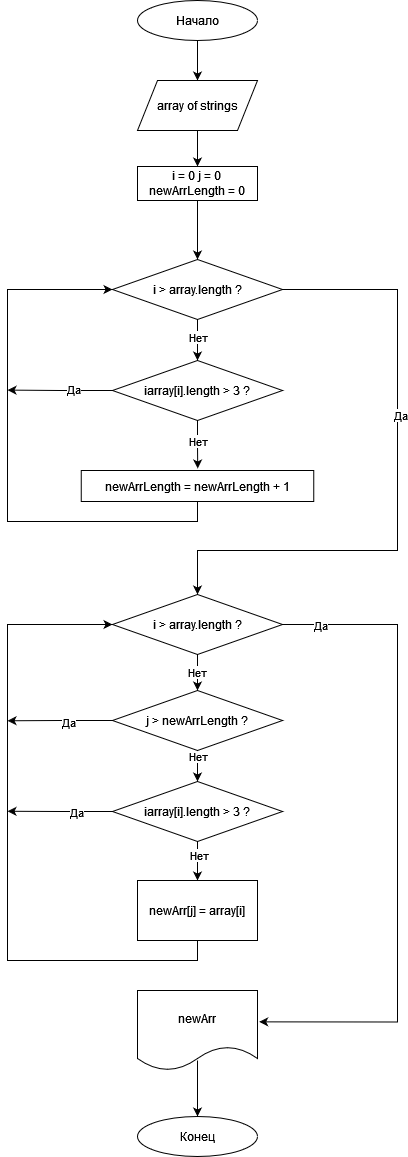 Начало
array of strings
i = 0 j = 0
newArrLength = 0
i > array.length ?
Нет
iarray[i].length > 3 ?
Да
Да
Нет
newArrLength = newArrLength + 1
i > array.length ?
Да
Нет
j > newArrLength ?
Да
Нет
iarray[i].length > 3 ?
Да
Нет
newArr[j] = array[i]
newArr
Конец